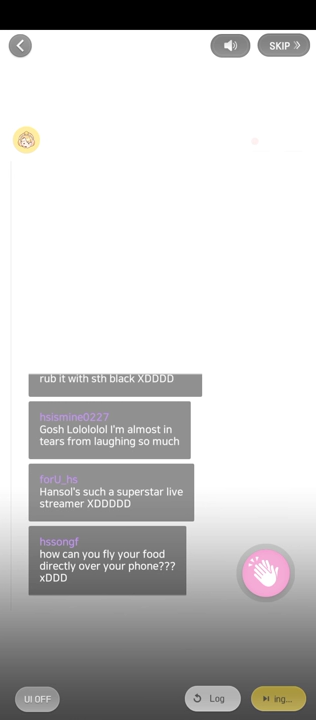 SKIP
rub it with sth black XDDDD
hsismine0227
Gosh Lolololol I'm almost in
tears from laughing so much
forU_hs
Hansol's such a superstar live
streamer XDDDDD
hssongf
how can you fly your food
directly over your phone???
xDDD
UI OFF
Log
ing...